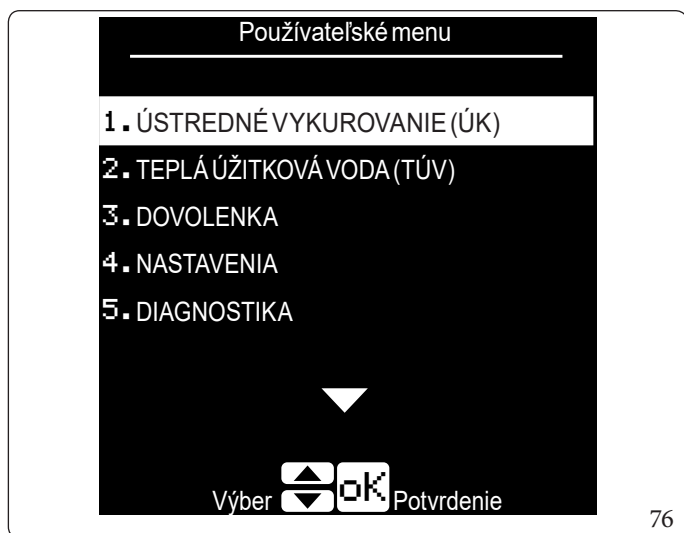 Používateľské menu
1. ÚSTREDNÉ VYKUROVANIE (ÚK)
2. TEPLÁ ÚŽITKOVÁ VODA (TÚV)
3. DOVOLENKA
4. NASTAVENIA
5. DIAGNOSTIKA
Výber oK Potvrdenie
76